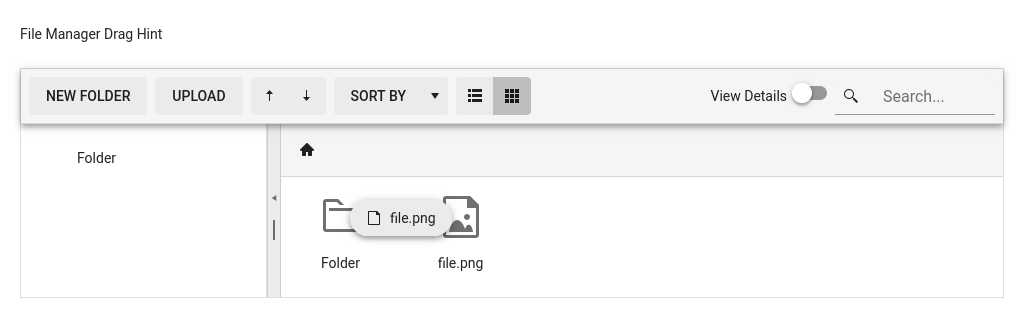 File Manager Drag Hint
NEW FOLDER UPLOAD SORT BY View Details Search...
Folder
file.png
Folder file.png